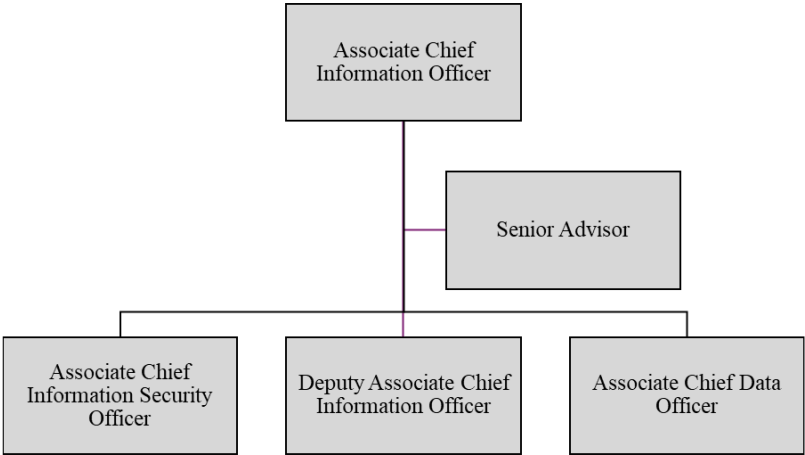 Associate Chief
Information Officer
Senior Advisor
Associate Chief
Information Security
Officer
Deputy Associate Chief
Information Officer
Associate Chief Data
Officer